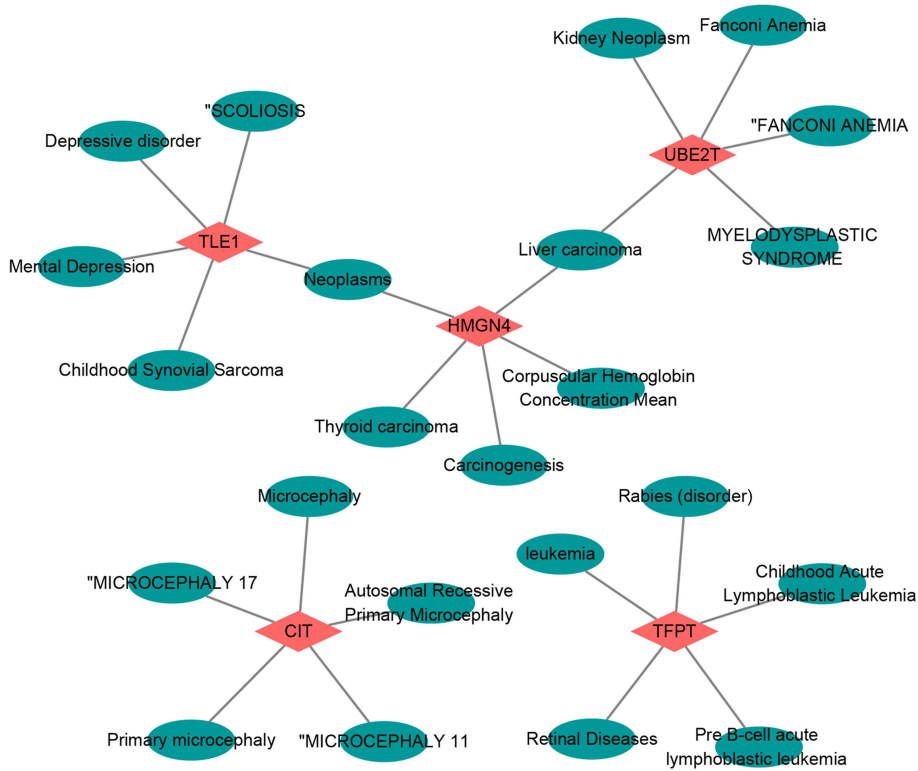 Kidney Neoplasm
Fanconi Anemia
"SCOLIOSIS
"FANCONI ANEMIA
Depressive disorder
UBE2T
TLE1
MYELODYSPLASTIC
SYNDROME
Liver carcinoma
Mental Depression
Neoplasms
HMGN4
Childhood Synovial Sarcoma
Corpuscular Hemoglobin
Concentration Mean
Thyroid carcinoma
Carcinogenesis
Microcephaly
Rabies (disorder)
leukemia
"MICROCEPHALY 17
Autosomal Recessive
Primary Microcephaly
Childhood Acute
Lymphoblastic Leukemia
CIT
TFPT
Primary microcephaly
"MICROCEPHALY 11
Retinal Diseases
Pre B-cell acute
lymphoblastic leukemia